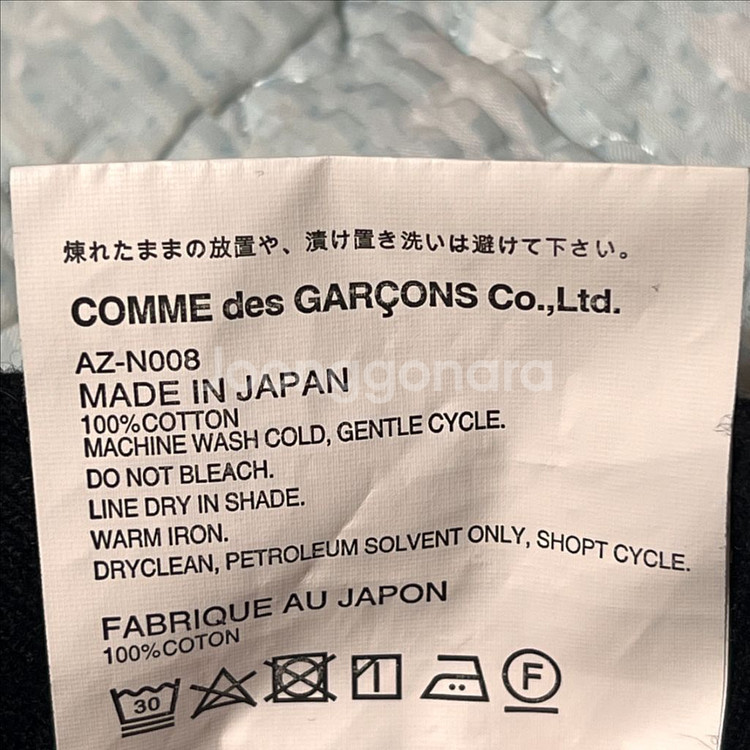 煉れたままの放置や、漬け置き洗いは避けて下さい。
COMME des GARÇONS Co.,Ltd.
AZ-N008
MADE IN JAPAN
100%COTTON
MACHINE WASH COLD, GENTLE CYCLE.
DO NOT BLEACH.
LINE DRY IN SHADE.
WARM IRON.
DRYCLEAN, PETROLEUM SOLVENT ONLY, SHOPT CYCLE.
FABRIQUE AU JAPON
100%COTON
30
F
Joonggonara